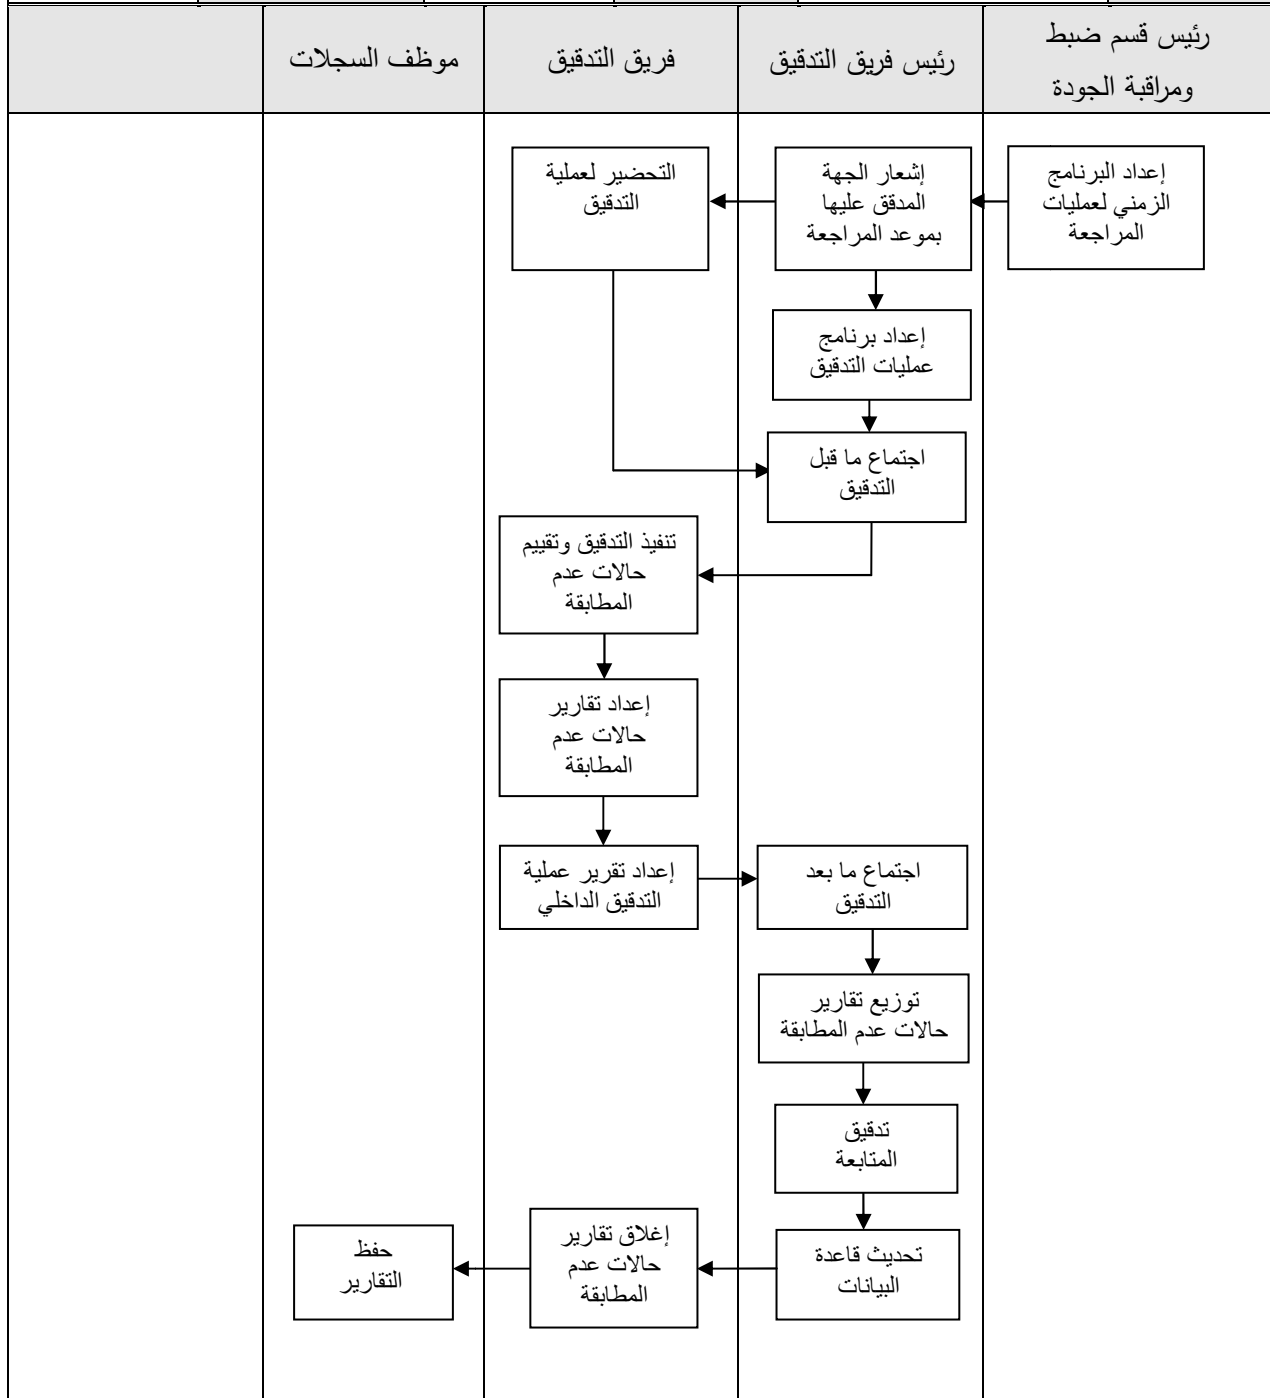 رئيس قسم ضبط
ومراقبة الجودة
رئيس فريق التدقيق
فريق التدقيق
موظف السجلات
إعداد البرنامج
الزمني لعمليات
المراجعة
إشعار الجهة
المدقق عليها
بموعد المراجعة
التحضير لعملية
التدقيق
إعداد برنامج
عمليات التدقيق
اجتماع ما قبل
التدقيق
تنفيذ التدقيق وتقييم
حالات عدم
المطابقة
إعداد تقارير
حالات عدم
المطابقة
إعداد تقرير عملية
التدقيق الداخلي
اجتماع ما بعد
التدقيق
توزيع تقارير
حالات عدم المطابقة
تدقيق
المتابعة
تحديث قاعدة
البيانات
إغلاق تقارير
حالات عدم
المطابقة
حفظ
التقارير